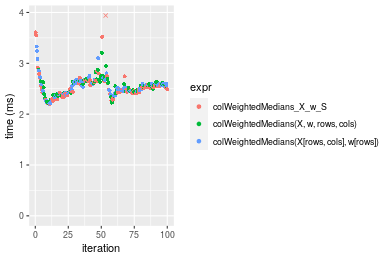 4
3
2
1
0
time (ms)
0
25
50
75
100
iteration
expr
colWeightedMedians_X_w_S
colWeightedMedians(X, w, rows, cols)
colWeightedMedians(X[rows, cols], w[rows])